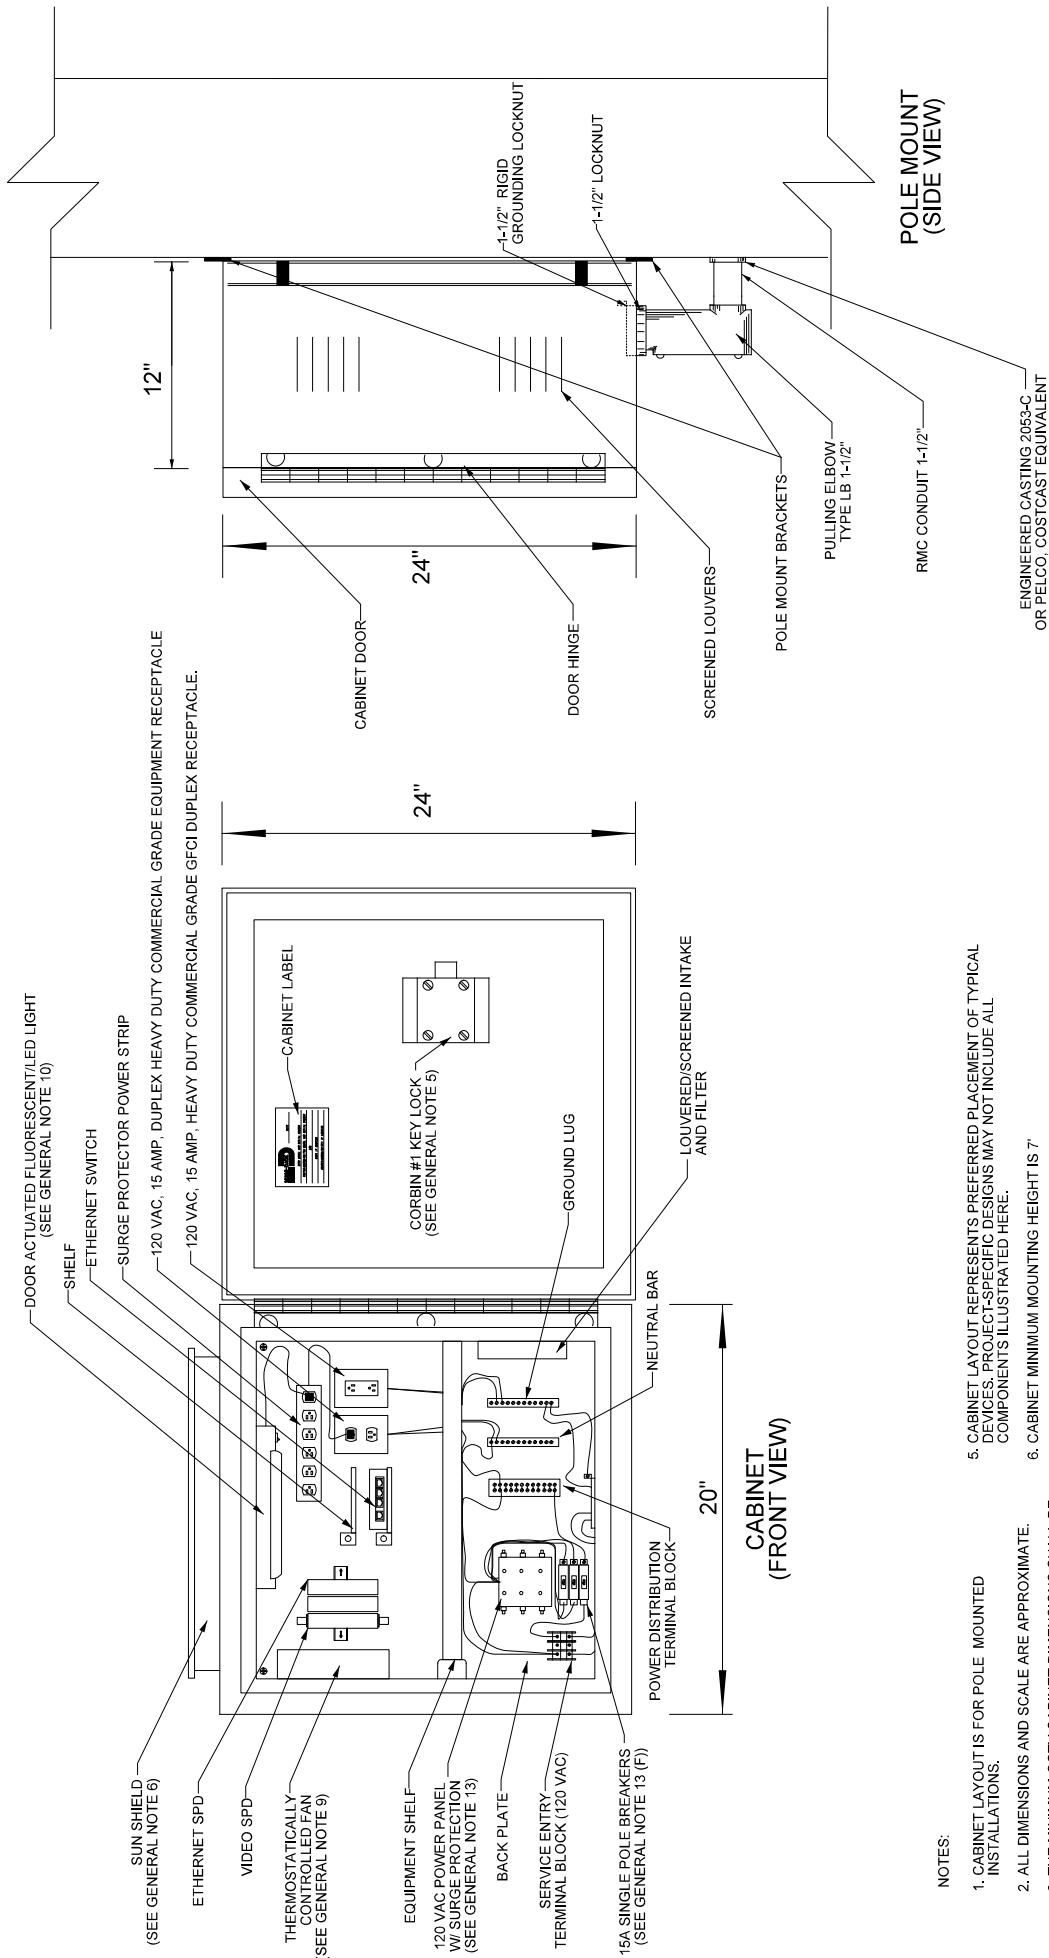 SUN SHIELD
(SEE GENERAL NOTE 6)
ETHERNET SPD
VIDEO SPD
THERMOSTATICALLY
CONTROLLED FAN
(SEE GENERAL NOTE 9)
EQUIPMENT SHELF
120 VAC POWER PANEL
W/ SURGE PROTECTION
(SEE GENERAL NOTE 13)
BACK PLATE
SERVICE ENTRY
TERMINAL BLOCK (120 VAC)
15A SINGLE POLE BREAKERS
(SEE GENERAL NOTE 13 (F))
DOOR ACTUATED FLUORESCENT/LED LIGHT
(SEE GENERAL NOTE 10)
SHELF
ETHERNET SWITCH
SURGE PROTECTOR POWER STRIP
120 VAC, 15 AMP, DUPLEX HEAVY DUTY COMMERCIAL GRADE EQUIPMENT RECEPTACLE
120 VAC, 15 AMP, HEAVY DUTY COMMERCIAL GRADE GFCI DUPLEX RECEPTACLE.
CABINET LABEL
CORBIN #1 KEY LOCK
(SEE GENERAL NOTE 5)
GROUND LUG
LOUVERED/SCREENED INTAKE
AND FILTER
NEUTRAL BAR
POWER DISTRIBUTION
TERMINAL BLOCK
20"
24"
CABINET
(FRONT VIEW)
12"
24"
CABINET DOOR
DOOR HINGE
SCREENED LOUVERS
POLE MOUNT BRACKETS
PULLING ELBOW
TYPE LB 1-1/2"
RMC CONDUIT 1-1/2"
ENGINEERED CASTING 2053-C
OR PELCO, COSTCAST EQUIVALENT
1-1/2" RIGID
GROUNDING LOCKNUT
1-1/2" LOCKNUT
POLE MOUNT
(SIDE VIEW)
NOTES:
1. CABINET LAYOUT IS FOR POLE MOUNTED
INSTALLATIONS.
2. ALL DIMENSIONS AND SCALE ARE APPROXIMATE.
5. CABINET LAYOUT REPRESENTS PREFERRED PLACEMENT OF TYPICAL
DEVICES. PROJECT-SPECIFIC DESIGNS MAY NOT INCLUDE ALL
COMPONENTS ILLUSTRATED HERE.
6. CABINET MINIMUM MOUNTING HEIGHT IS 7'